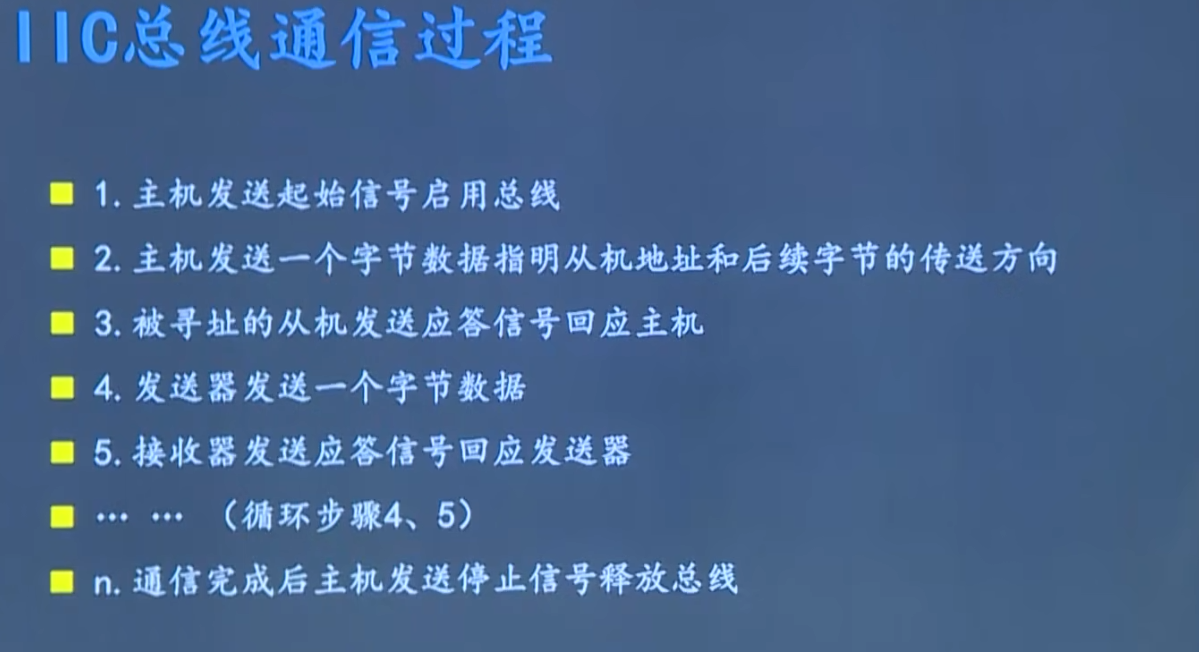 IIC总线通信过程
1.主机发送起始信号启用总线
2.主机发送一个字节数据指明从机地址和后续字节的传送方向
3.被寻址的从机发送应答信号回应主机
4.发送器发送一个字节数据
5.接收器发送应答信号回应发送器
… … （循环步骤4、5）
n.通信完成后主机发送停止信号释放总线